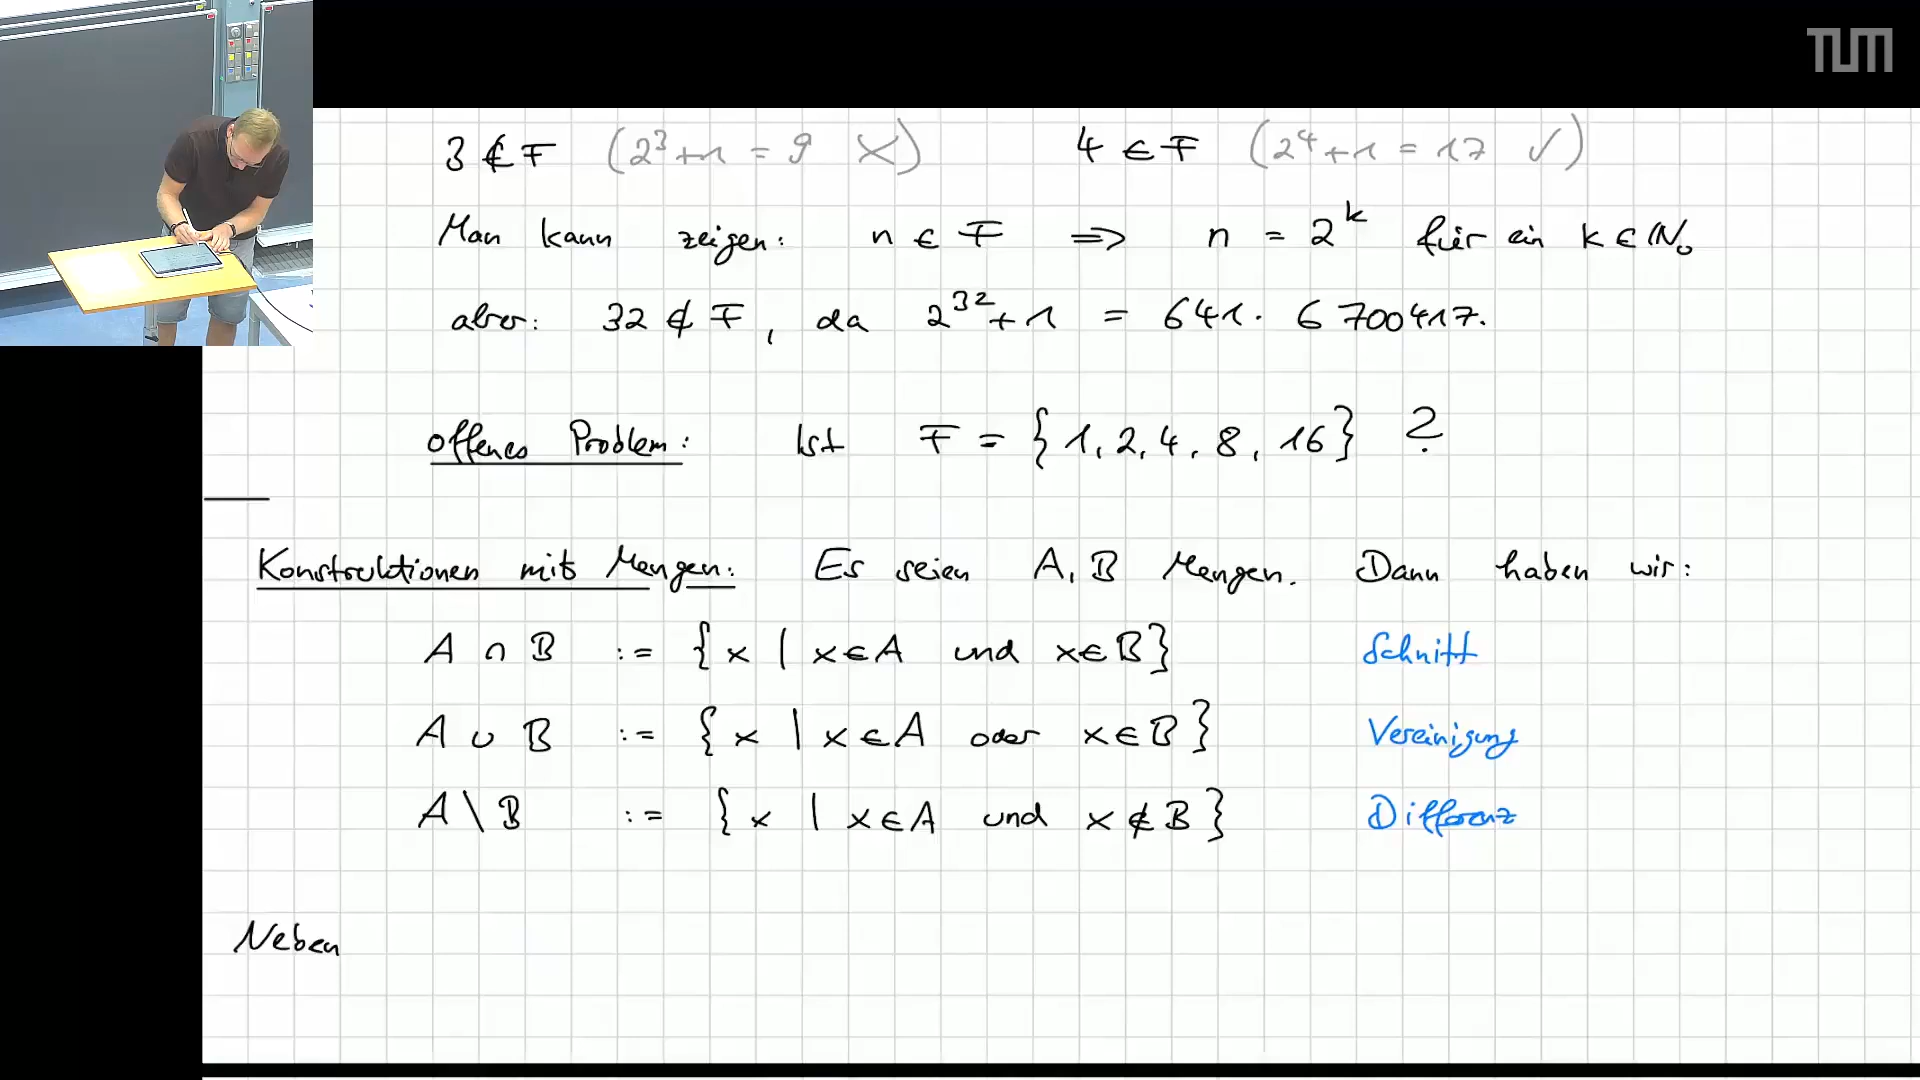 TUM
3 ∉ F (2³+1 = 9 ✗) 4 ∈ F (2⁴+1 = 17 ✓)
Man kann zeigen: n ∈ F ⟹ n = 2^k für ein k ∈ ℕ₀
aber: 32 ∉ F, da 2³²+1 = 641 · 6 700417.
offenes Problem: Ist F = {1, 2, 4, 8, 16} ?
Konstruktionen mit Mengen: Es seien A, B Mengen. Dann haben wir:
A ∩ B := {x | x ∈ A und x ∈ B} Schnitt
A ∪ B := {x | x ∈ A oder x ∈ B} Vereinigung
A \ B := {x | x ∈ A und x ∉ B} Differenz
Neben